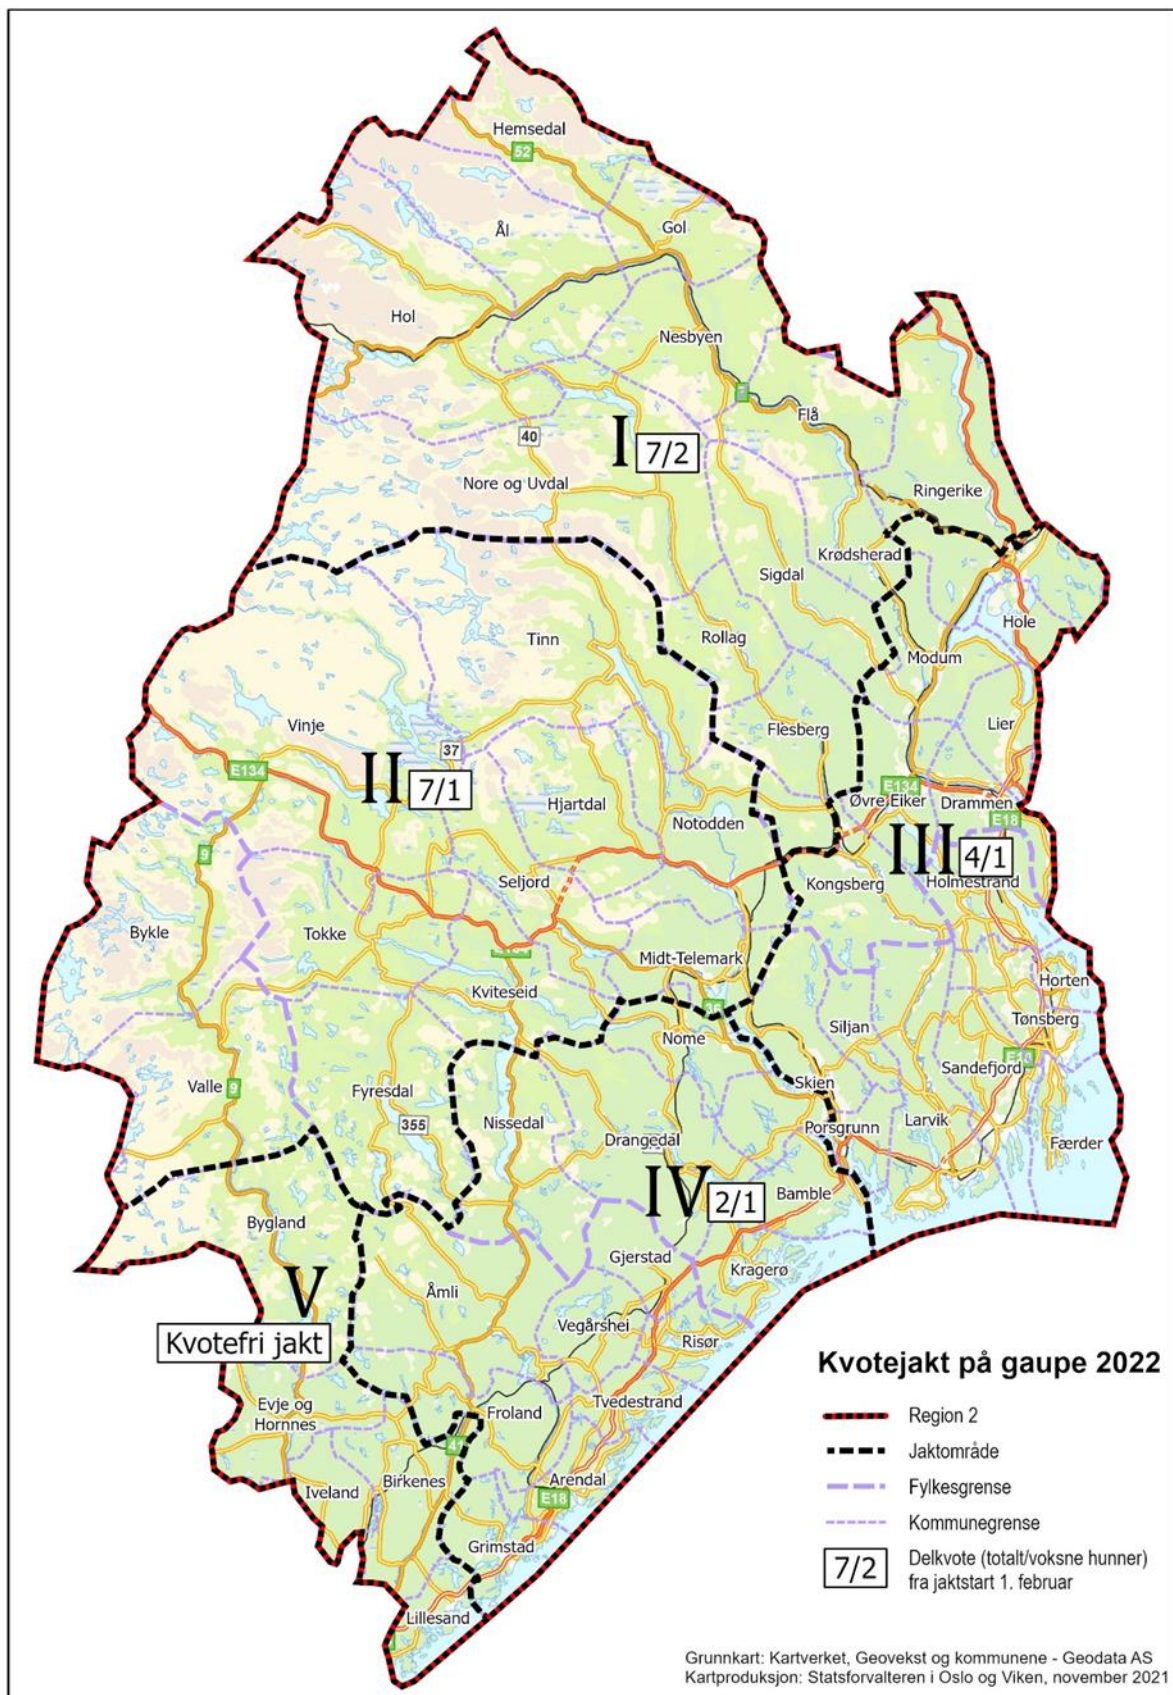 Hemsedal
52
Ål
Gol
Hol
Nesbyen
7
Flå
I
7/2
40
Nore og Uvdal
Ringerike
Krødsherad
Sigdal
Hole
Tinn
Rollag
Modum
Vinje
Flesberg
Lier
37
E134
II
7/1
E134
Øvre Eiker
Drammen
E18
Hjartdal
Notodden
9
III
4/1
Seljord
Kongsberg
Holmestrand
Bykle
Tokke
Midt-Telemark
Kviteseid
36
Horten
Nome
Siljan
Tønsberg
E18
Valle
9
Fyresdal
Skien
Sandefjord
355
Nissedal
Drangedal
Porsgrunn
Larvik
Færder
IV
2/1
Bamble
Bygland
Gjerstad
Kragerø
V
Åmli
Vegårshei
Risør
Kvotefri jakt
Evje og
Hornnes
Froland
Tvedestrand
41
Iveland
Birkenes
Arendal
E18
Grimstad
Lillesand
Kvotejakt på gaupe 2022
Region 2
Jaktområde
Fylkesgrense
Kommunegrense
7/2
Delkvote (totalt/voksne hunner)
fra jaktstart 1. februar
Grunnkart: Kartverket, Geovekst og kommunene - Geodata AS
Kartproduksjon: Statsforvalteren i Oslo og Viken, november 2021